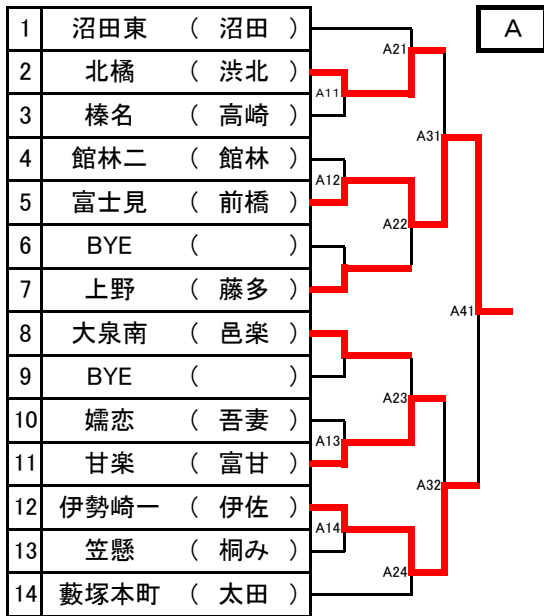 A
1 沼田東 ( 沼田 )
2 北橘 ( 渋北 )
3 榛名 ( 高崎 )
4 館林二 ( 館林 )
5 富士見 ( 前橋 )
6 BYE ( )
7 上野 ( 藤多 )
8 大泉南 ( 邑楽 )
9 BYE ( )
10 嬬恋 ( 吾妻 )
11 甘楽 ( 富甘 )
12 伊勢崎一 ( 伊佐 )
13 笠懸 ( 桐み )
14 藪塚本町 ( 太田 )
A11
A12
A13
A14
A21
A22
A23
A24
A31
A32
A41